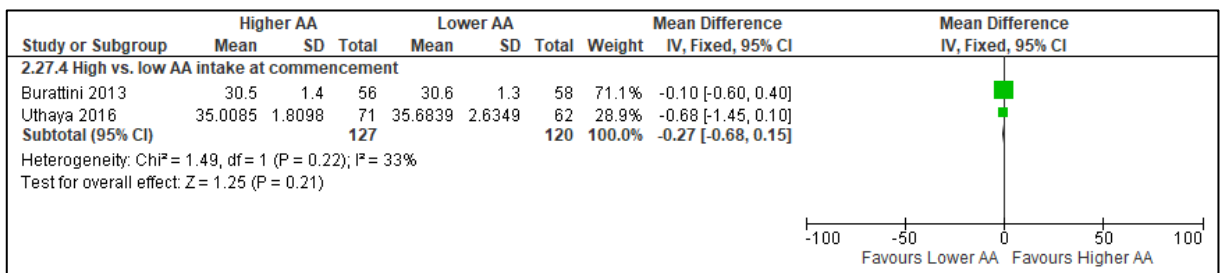 Higher AA Lower AA Mean Difference Mean Difference
Study or Subgroup Mean SD Total Mean SD Total Weight IV, Fixed, 95% CI IV, Fixed, 95% CI
2.27.4 High vs. low AA intake at commencement
Burattini 2013 30.5 1.4 56 30.6 1.3 58 71.1% -0.10 [-0.60, 0.40]
Uthaya 2016 35.0085 1.8098 71 35.6839 2.6349 62 28.9% -0.68 [-1.45, 0.10]
Subtotal (95% CI) 127 120 100.0% -0.27 [-0.68, 0.15]
Heterogeneity: Chi² = 1.49, df = 1 (P = 0.22); I² = 33%
Test for overall effect: Z = 1.25 (P = 0.21)
-100 -50 0 50 100
Favours Lower AA Favours Higher AA